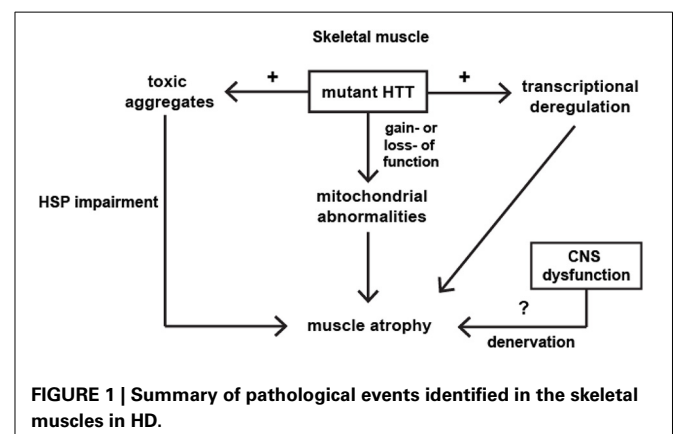 Skeletal muscle
toxic
aggregates
+
mutant HTT
+
transcriptional
deregulation
gain- or
loss- of
function
HSP impairment
mitochondrial
abnormalities
CNS
dysfunction
?
muscle atrophy
denervation
FIGURE 1 | Summary of pathological events identified in the skeletal
muscles in HD.